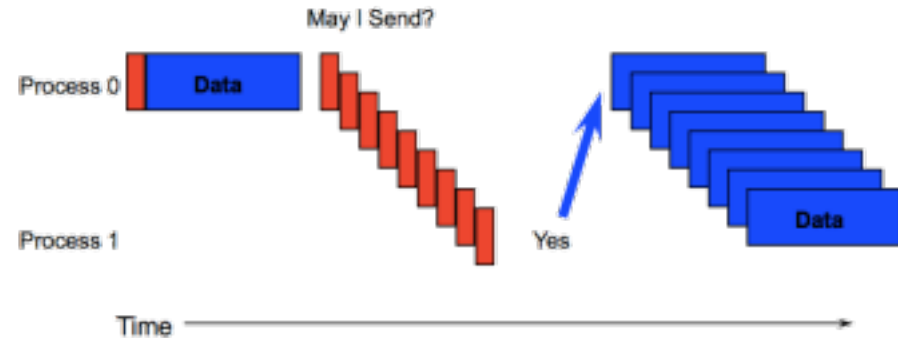 May I Send?
Process 0
Data
Process 1
Yes
Data
Time